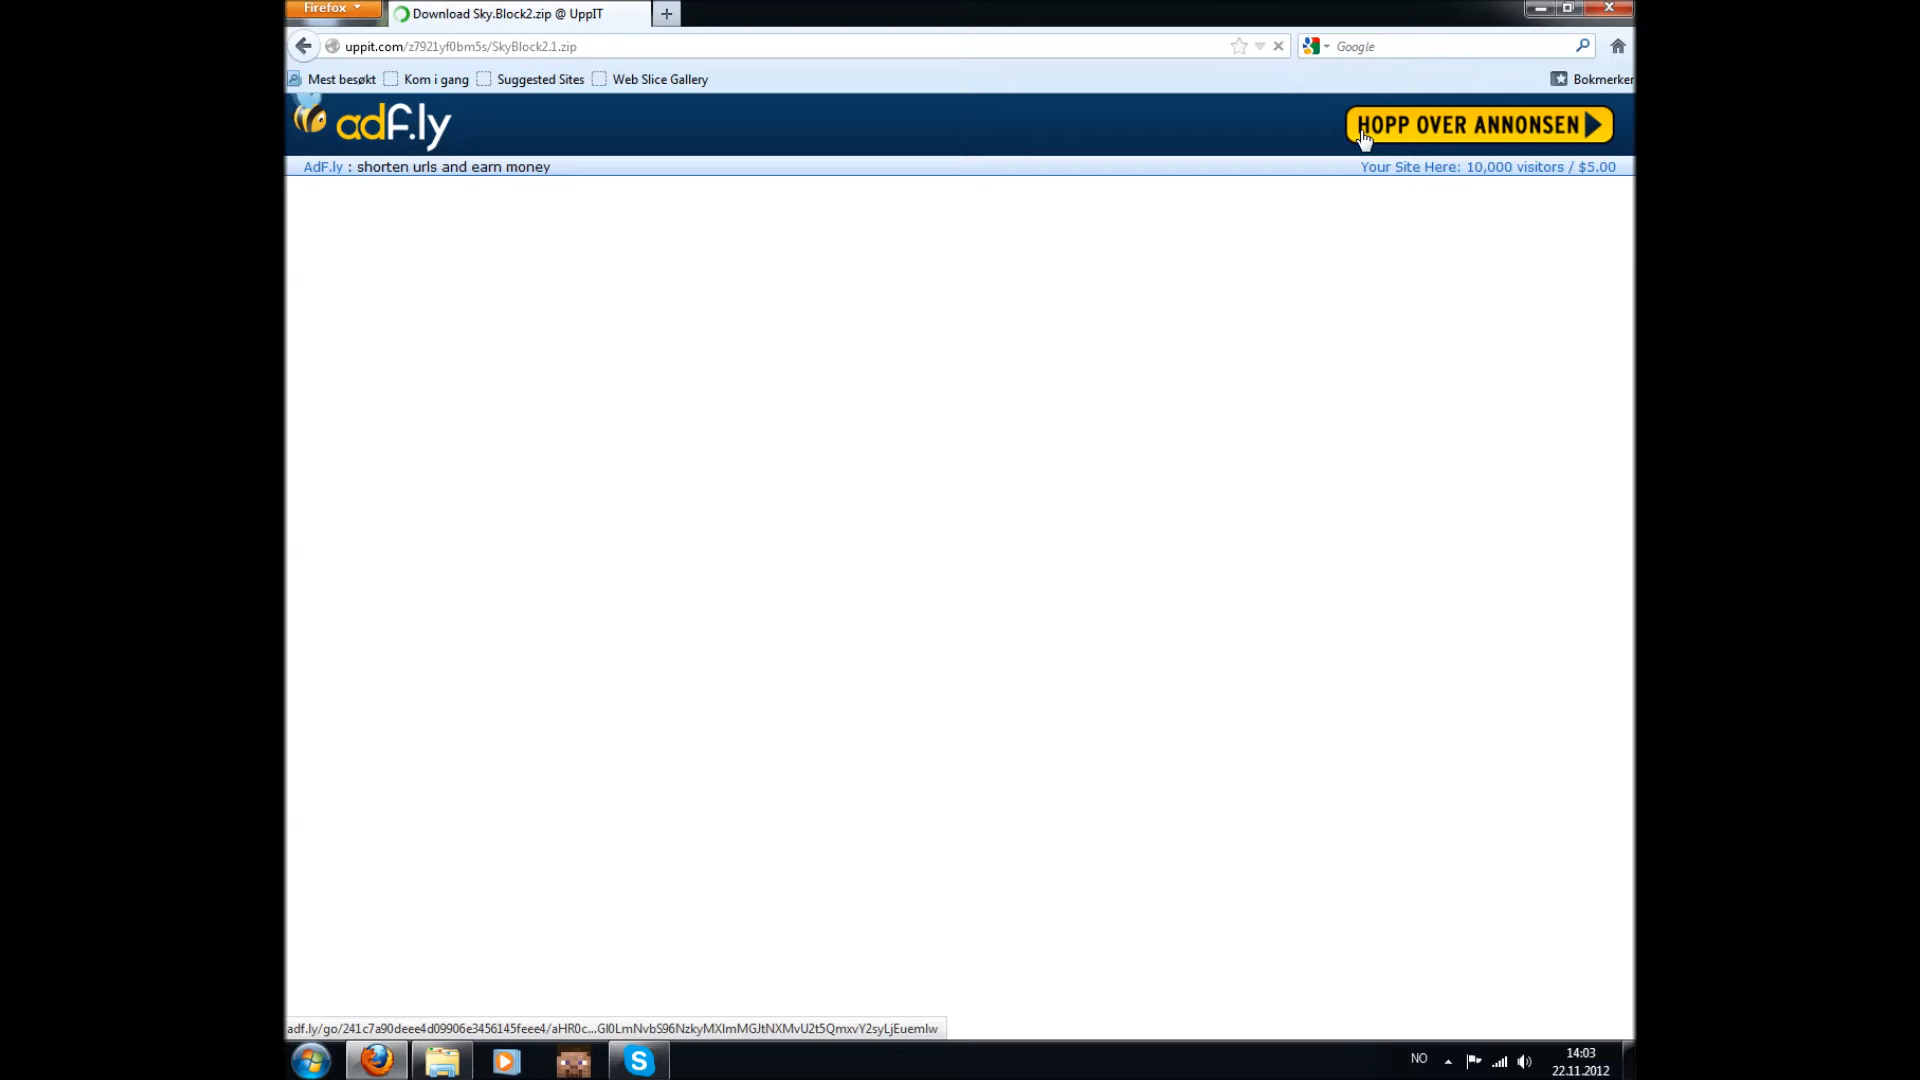 Firefox
Download Sky.Block2.zip @ UppIT
uppit.com/z7921yf0bm5s/SkyBlock2.1.zip
Google
Mest besøkt
Kom i gang
Suggested Sites
Web Slice Gallery
Bokmerker
adf.ly
HOPP OVER ANNONSEN
AdF.ly : shorten urls and earn money
Your Site Here: 10,000 visitors / $5.00
adf.ly/go/241c7a90deee4d09906e3456145feee4/aHR0c...Gl0LmNvbS96NzkyMXlmMGJtNXMvU2t5QmxvY2syLjEuemlw
NO
14:03
22.11.2012